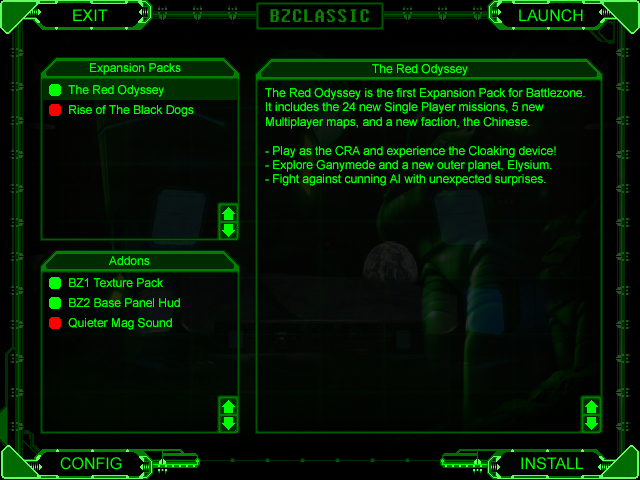 EXIT
BZCLASSIC
LAUNCH
Expansion Packs
The Red Odyssey
Rise of The Black Dogs
The Red Odyssey
The Red Odyssey is the first Expansion Pack for Battlezone.
It includes the 24 new Single Player missions, 5 new
Multiplayer maps, and a new faction, the Chinese.
- Play as the CRA and experience the Cloaking device!
- Explore Ganymede and a new outer planet, Elysium.
- Fight against cunning AI with unexpected surprises.
Addons
BZ1 Texture Pack
BZ2 Base Panel Hud
Quieter Mag Sound
CONFIG
INSTALL